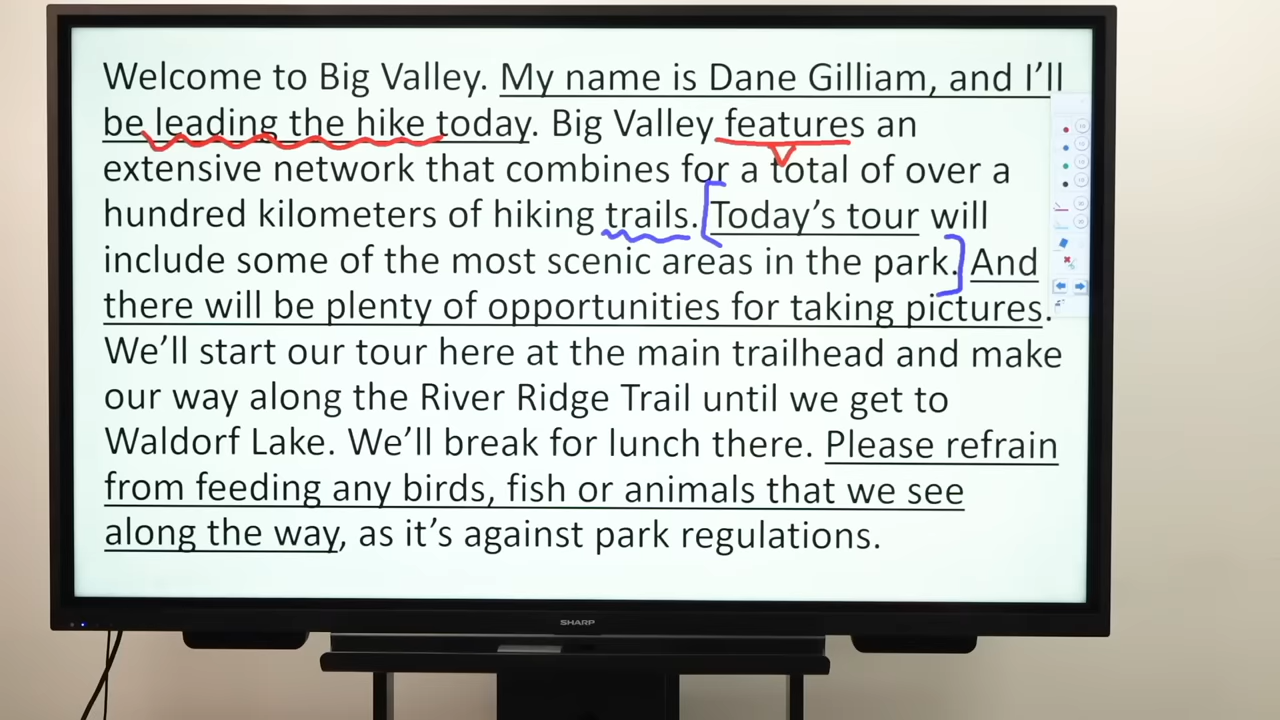 Welcome to Big Valley. My name is Dane Gilliam, and I'll
be leading the hike today. Big Valley features an
extensive network that combines for a total of over a
hundred kilometers of hiking trails. Today's tour will
include some of the most scenic areas in the park. And
there will be plenty of opportunities for taking pictures.
We'll start our tour here at the main trailhead and make
our way along the River Ridge Trail until we get to
Waldorf Lake. We'll break for lunch there. Please refrain
from feeding any birds, fish or animals that we see
along the way, as it's against park regulations.
SHARP